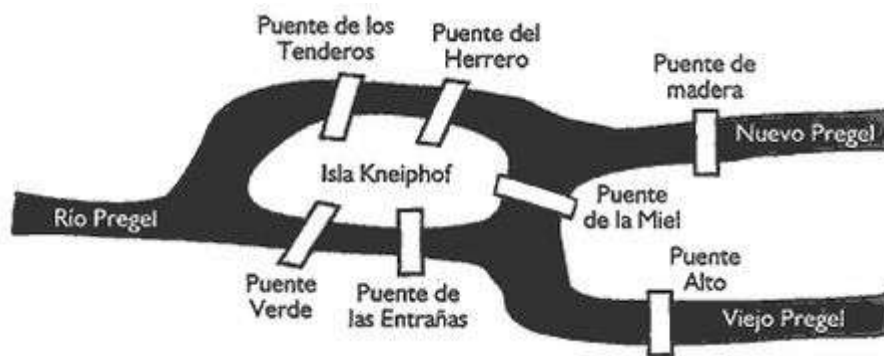 Puente de los
Tenderos
Puente del
Herrero
Puente de
madera
Nuevo Pregel
Isla Kneiphof
Río Pregel
Puente
de la Miel
Puente
Verde
Puente de
las Entrañas
Puente
Alto
Viejo Pregel